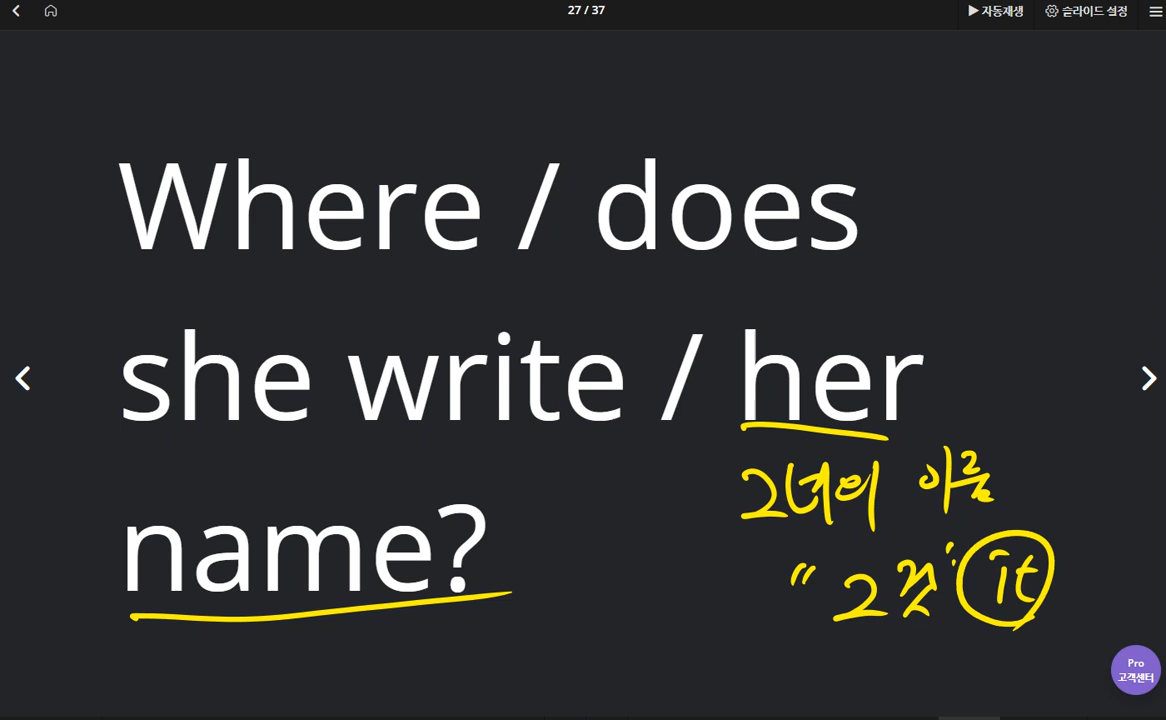 27 / 37
자동재생
슬라이드 설정
Where / does
she write / her
name?
그녀의 이름
"그것" it
Pro
고객센터